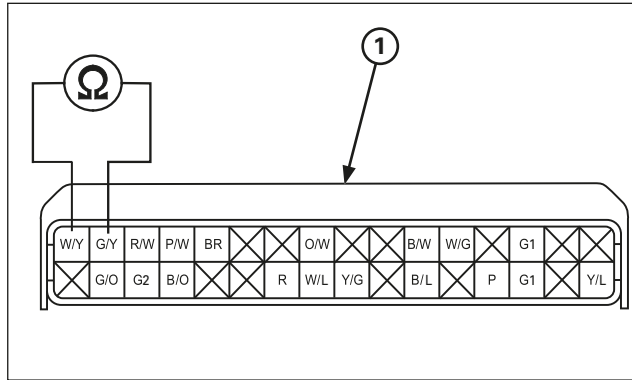 1
Ω
W/Y G/Y R/W P/W BR O/W B/W W/G G1
G/O G2 B/O R W/L Y/G B/L P G1 Y/L